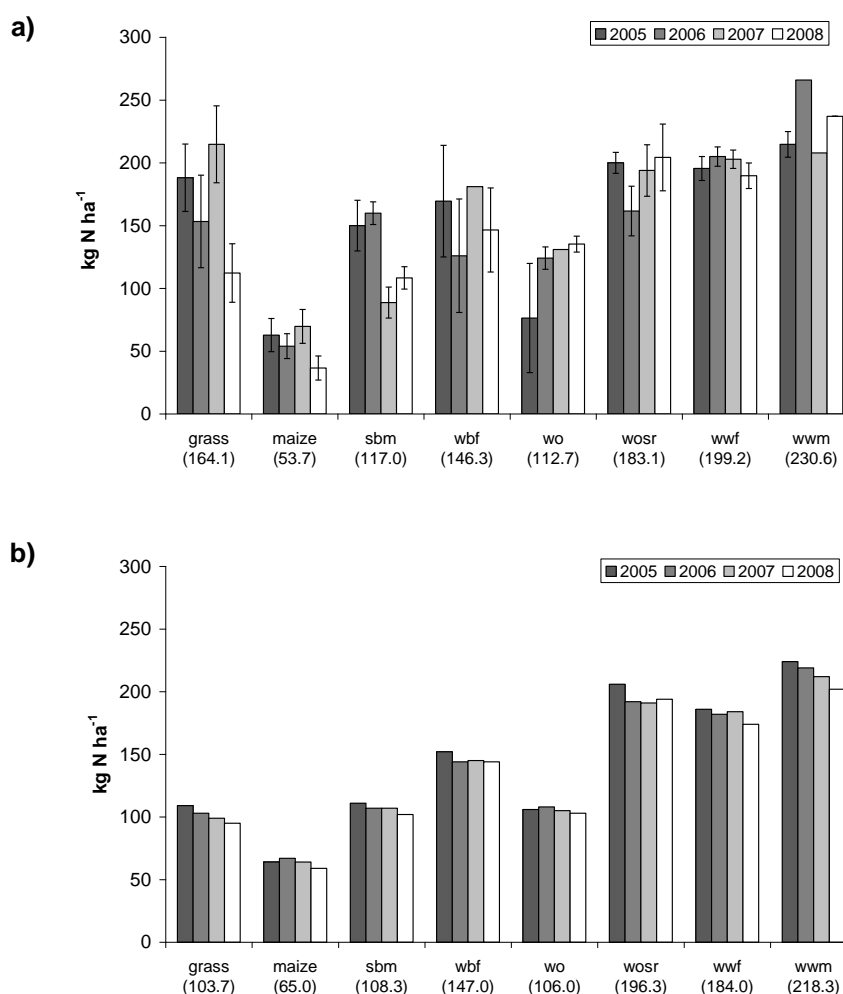 a)
2005 2006 2007 2008
300
250
200
150
100
50
0
kg N ha⁻¹
grass maize sbm wbf wo wosr wwf wwm
(164.1) (53.7) (117.0) (146.3) (112.7) (183.1) (199.2) (230.6)
b)
2005 2006 2007 2008
300
250
200
150
100
50
0
kg N ha⁻¹
grass maize sbm wbf wo wosr wwf wwm
(103.7) (65.0) (108.3) (147.0) (106.0) (196.3) (184.0) (218.3)